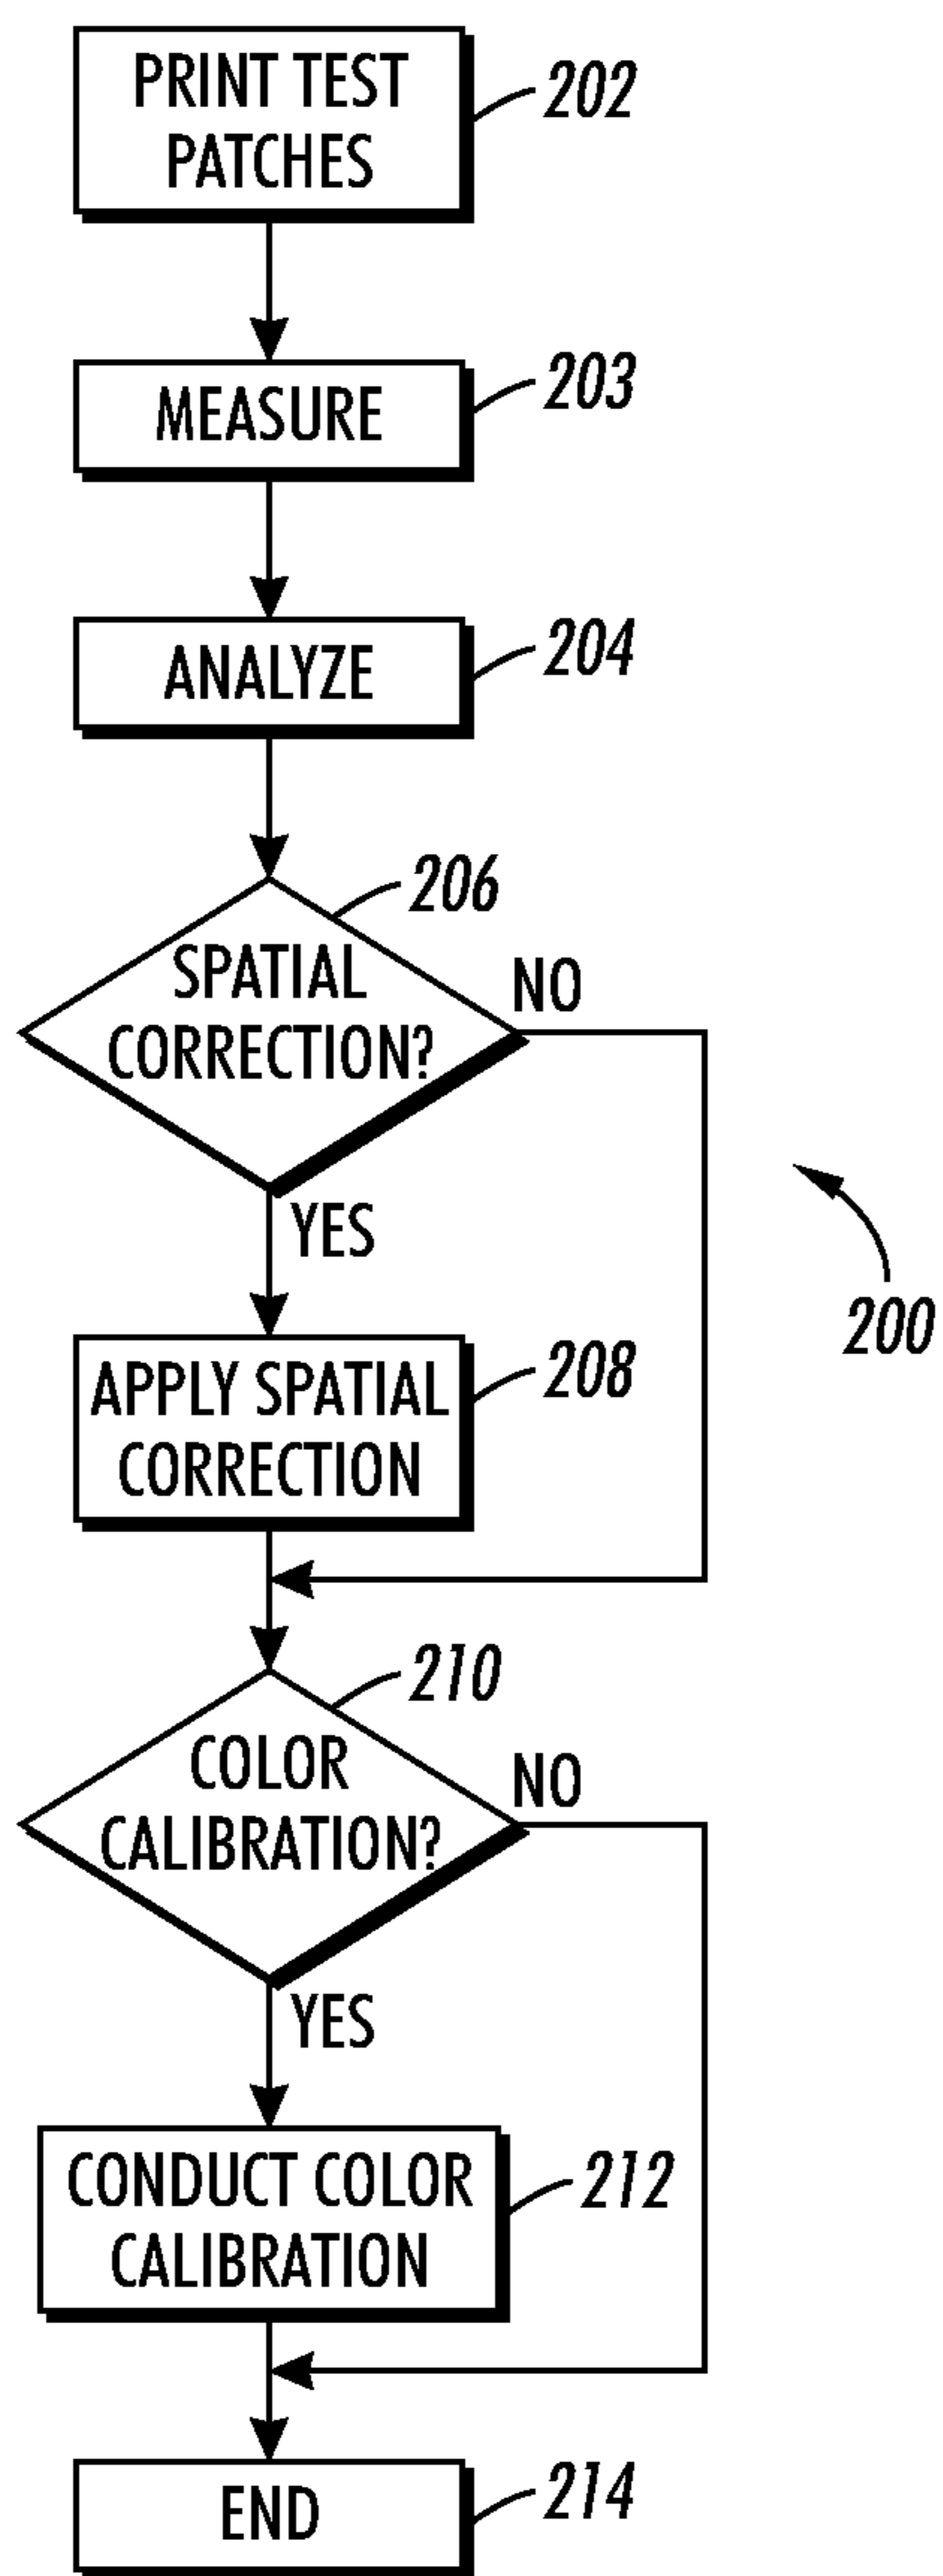 PRINT TEST
PATCHES
202
MEASURE
203
ANALYZE
204
206
SPATIAL
CORRECTION?
NO
YES
200
APPLY SPATIAL
CORRECTION
208
210
COLOR
CALIBRATION?
NO
YES
CONDUCT COLOR
CALIBRATION
212
END
214